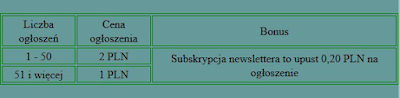 Liczba ogłoszeń
Cena ogłoszenia
Bonus
1 - 50
2 PLN
Subskrypcja newslettera to upust 0,20 PLN na ogłoszenie
51 i więcej
1 PLN